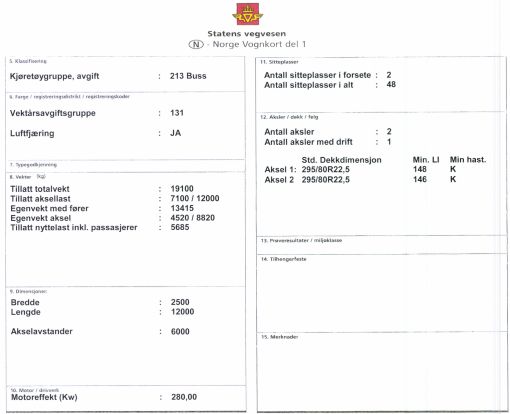 Statens vegvesen
N - Norge Vognkort del 1
5. Klassifisering
Kjøretøygruppe, avgift : 213 Buss
6. Farge / registreringsdistrikt / registreringskoder
Vektårsavgiftsgruppe : 131
Luftfjæring : JA
7. Typegodkjenning
8. Vekter (kg)
Tillatt totalvekt : 19100
Tillatt aksellast : 7100 / 12000
Egenvekt med fører : 13415
Egenvekt aksel : 4520 / 8820
Tillatt nyttelast inkl. passasjerer : 5685
9. Dimensjoner
Bredde : 2500
Lengde : 12000
Akselavstander : 6000
10. Motor / drivverk
Motoreffekt (Kw) : 280,00
11. Sitteplasser
Antall sitteplasser i forsete : 2
Antall sitteplasser i alt : 48
12. Aksler / dekk / felg
Antall aksler : 2
Antall aksler med drift : 1
Std. Dekkdimensjon Min. LI Min hast.
Aksel 1: 295/80R22,5 148 K
Aksel 2 295/80R22,5 146 K
13. Prøveresultater / miljøklasse
14. Tilhengerfeste
15. Merknader